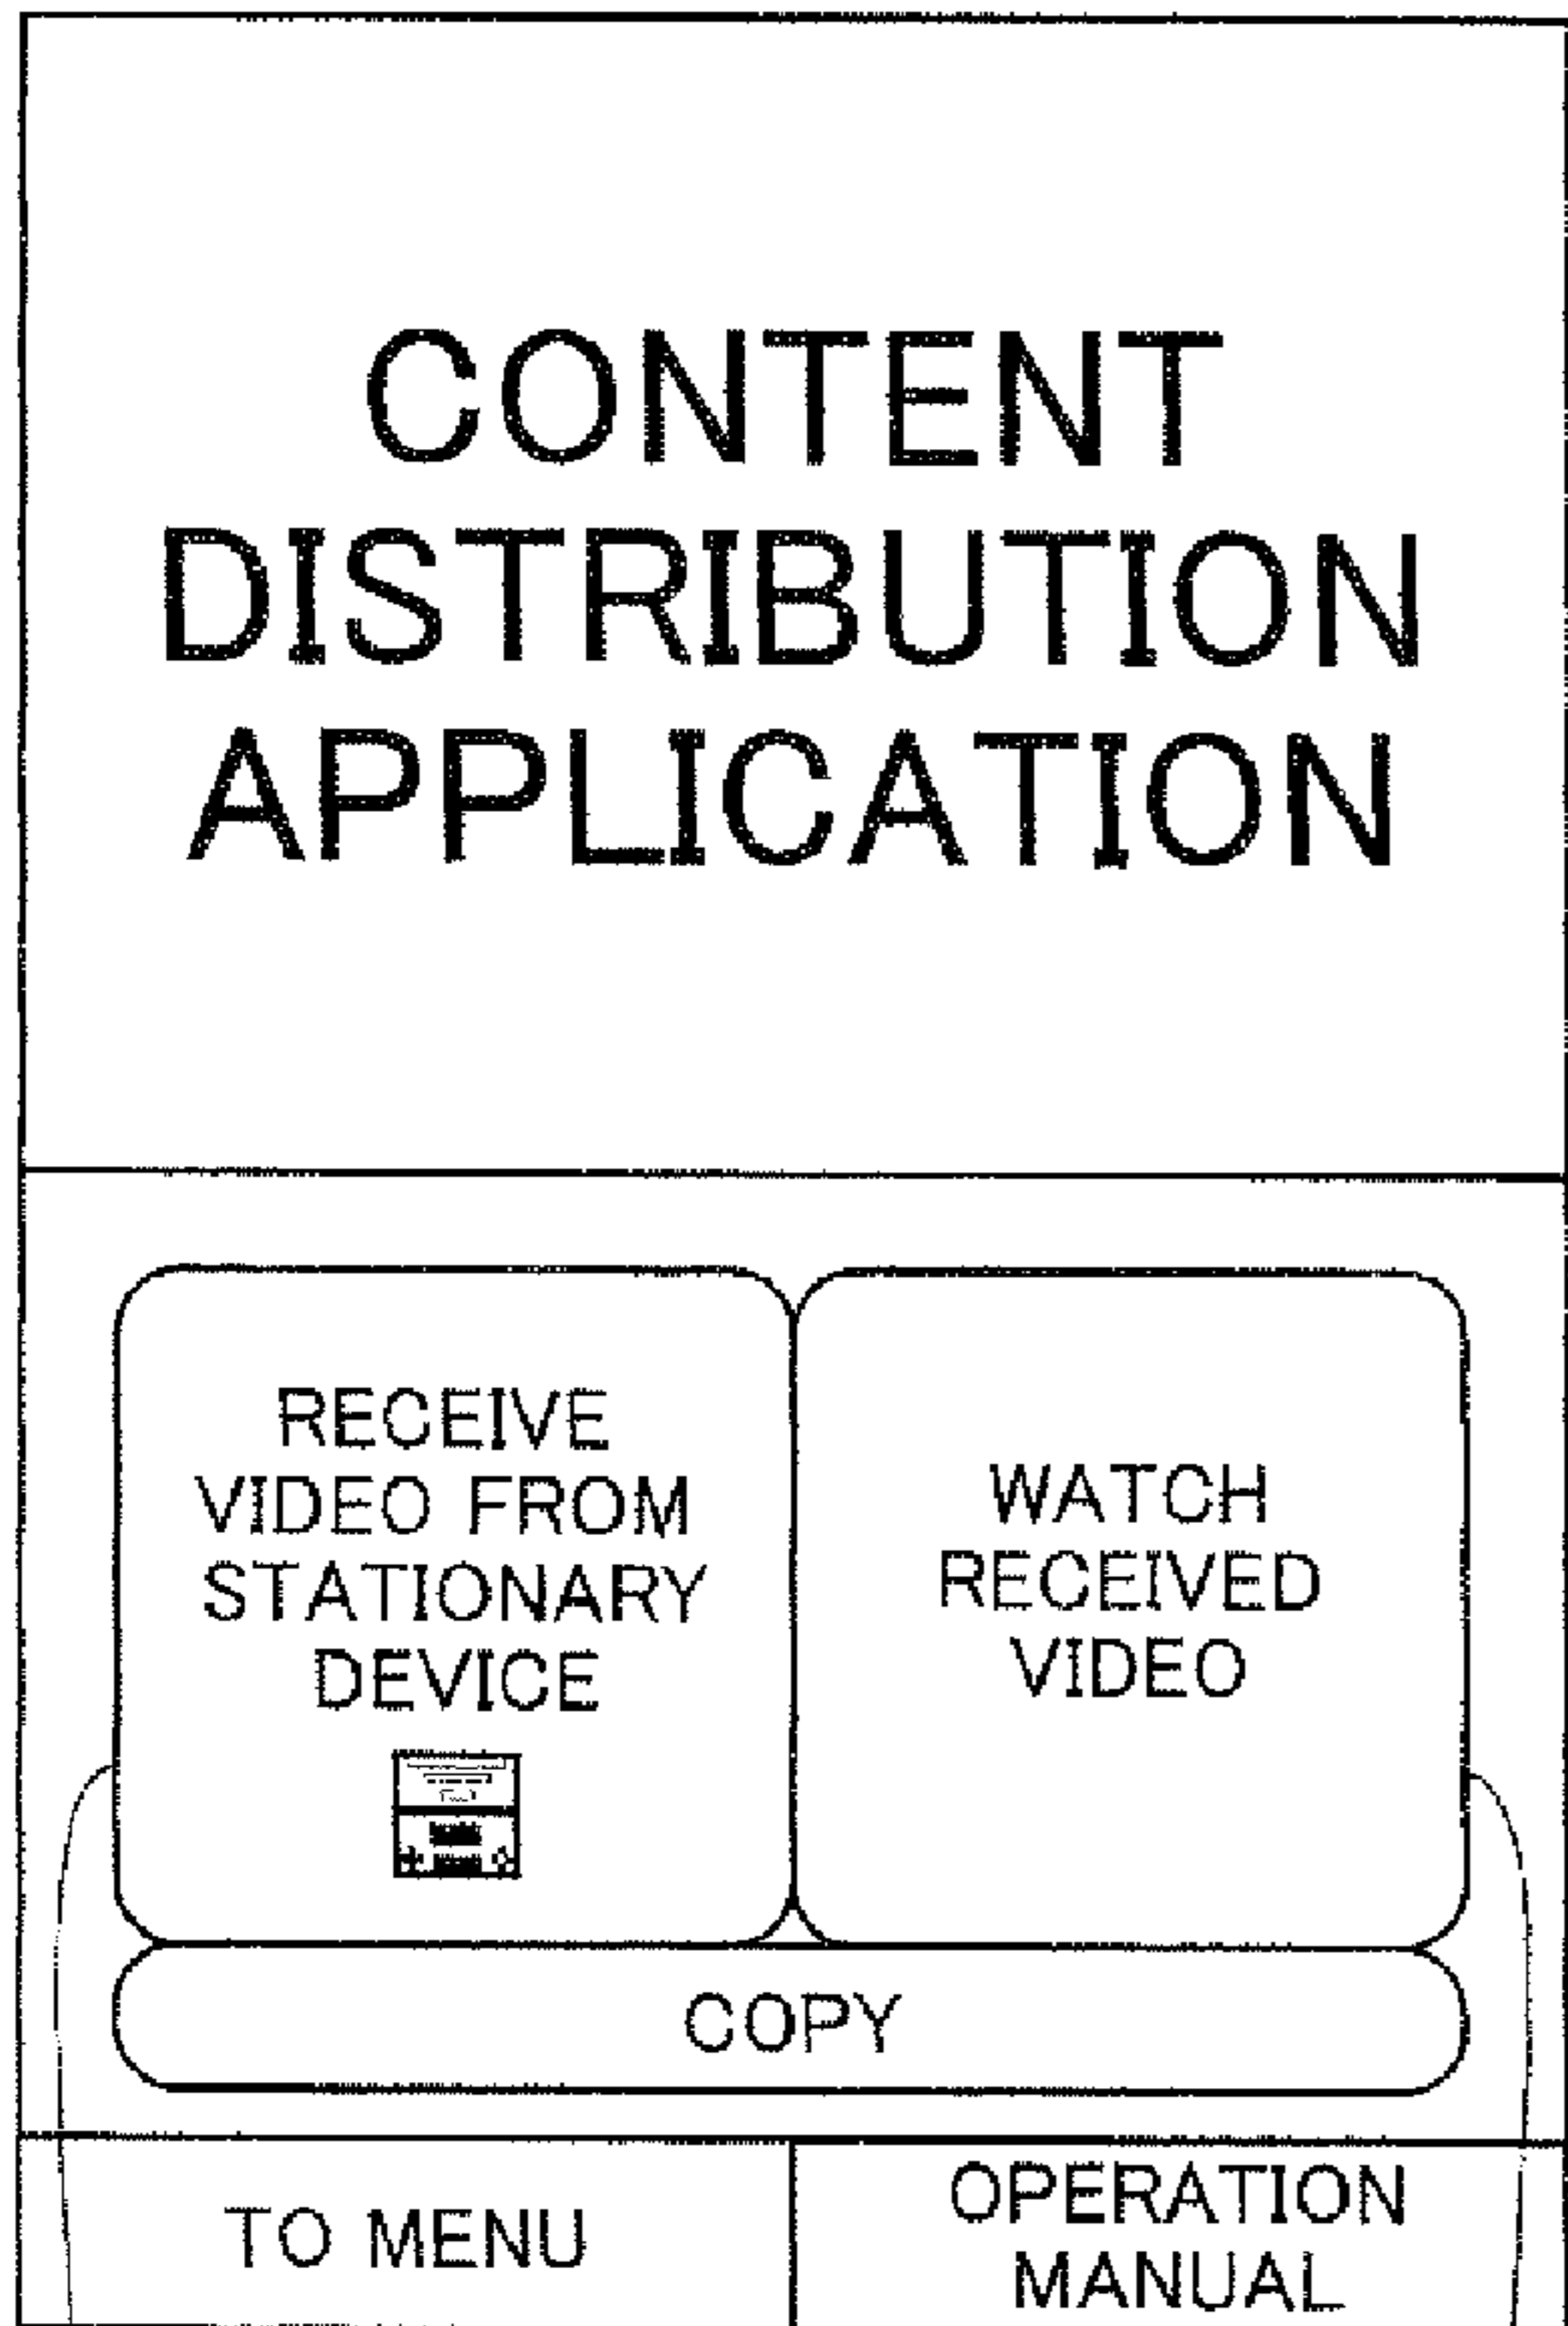 CONTENT
DISTRIBUTION
APPLICATION
RECEIVE
VIDEO FROM
STATIONARY
DEVICE
WATCH
RECEIVED
VIDEO
COPY
TO MENU
OPERATION
MANUAL